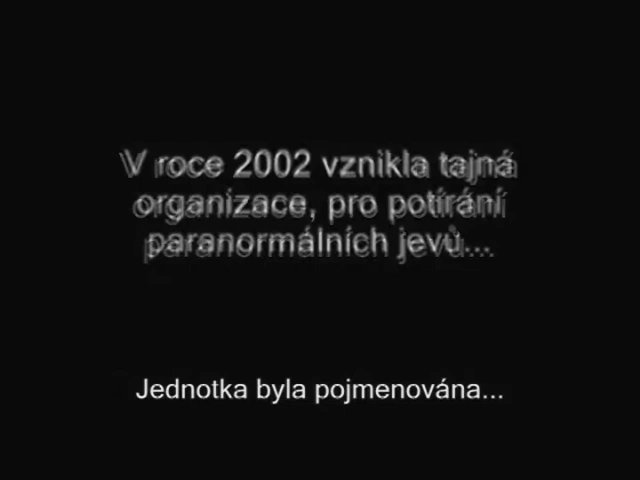 V roce 2002 vznikla tajná
organizace, pro potírání
paranormálních jevů...
Jednotka byla pojmenována...